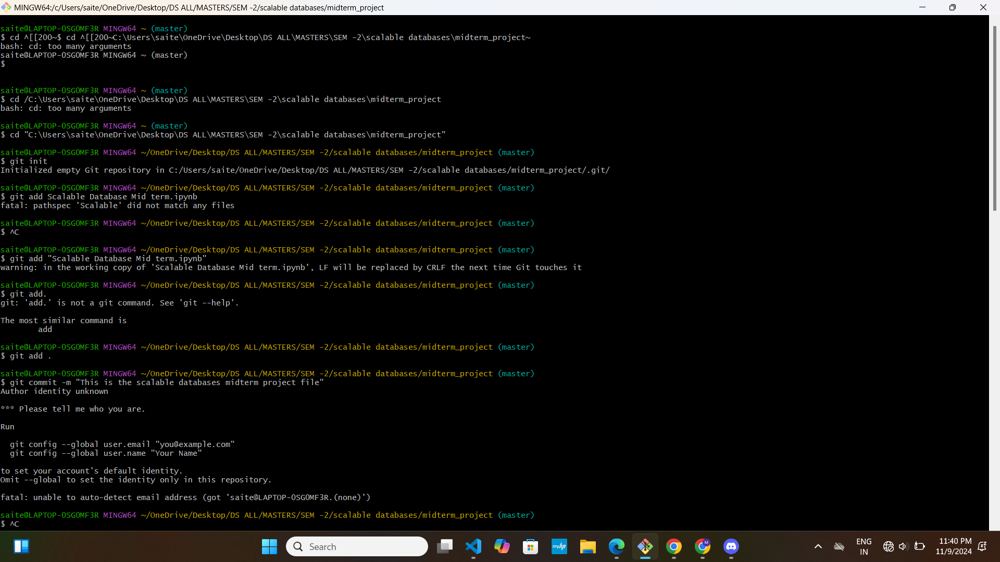 MINGW64:/c/Users/saite/OneDrive/Desktop/DS ALL/MASTERS/SEM -2/scalable databases/midterm_project
saite@LAPTOP-OSGOMF3R MINGW64 ~ (master)
$ cd ^[[200~$ cd ^[[200~C:\Users\saite\OneDrive\Desktop\DS ALL\MASTERS\SEM -2\scalable databases\midterm_project~
bash: cd: too many arguments
saite@LAPTOP-OSGOMF3R MINGW64 ~ (master)
$
saite@LAPTOP-OSGOMF3R MINGW64 ~ (master)
$ cd /C:\Users\saite\OneDrive\Desktop\DS ALL\MASTERS\SEM -2\scalable databases\midterm_project
bash: cd: too many arguments
saite@LAPTOP-OSGOMF3R MINGW64 ~ (master)
$ cd "C:\Users\saite\OneDrive\Desktop\DS ALL\MASTERS\SEM -2\scalable databases\midterm_project"
saite@LAPTOP-OSGOMF3R MINGW64 ~/OneDrive/Desktop/DS ALL/MASTERS/SEM -2/scalable databases/midterm_project (master)
$ git init
Initialized empty Git repository in C:/Users/saite/OneDrive/Desktop/DS ALL/MASTERS/SEM -2/scalable databases/midterm_project/.git/
saite@LAPTOP-OSGOMF3R MINGW64 ~/OneDrive/Desktop/DS ALL/MASTERS/SEM -2/scalable databases/midterm_project (master)
$ git add Scalable Database Mid term.ipynb
fatal: pathspec 'Scalable' did not match any files
saite@LAPTOP-OSGOMF3R MINGW64 ~/OneDrive/Desktop/DS ALL/MASTERS/SEM -2/scalable databases/midterm_project (master)
$ ^C
saite@LAPTOP-OSGOMF3R MINGW64 ~/OneDrive/Desktop/DS ALL/MASTERS/SEM -2/scalable databases/midterm_project (master)
$ git add "Scalable Database Mid term.ipynb"
warning: in the working copy of 'Scalable Database Mid term.ipynb', LF will be replaced by CRLF the next time Git touches it
saite@LAPTOP-OSGOMF3R MINGW64 ~/OneDrive/Desktop/DS ALL/MASTERS/SEM -2/scalable databases/midterm_project (master)
$ git add.
git: 'add.' is not a git command. See 'git --help'.
The most similar command is
add
saite@LAPTOP-OSGOMF3R MINGW64 ~/OneDrive/Desktop/DS ALL/MASTERS/SEM -2/scalable databases/midterm_project (master)
$ git add .
saite@LAPTOP-OSGOMF3R MINGW64 ~/OneDrive/Desktop/DS ALL/MASTERS/SEM -2/scalable databases/midterm_project (master)
$ git commit -m "This is the scalable databases midterm project file"
Author identity unknown
*** Please tell me who you are.
Run
git config --global user.email "you@example.com"
git config --global user.name "Your Name"
to set your account's default identity.
Omit --global to set the identity only in this repository.
fatal: unable to auto-detect email address (got 'saite@LAPTOP-OSGOMF3R.(none)')
saite@LAPTOP-OSGOMF3R MINGW64 ~/OneDrive/Desktop/DS ALL/MASTERS/SEM -2/scalable databases/midterm_project (master)
$ ^C
Search
myhp
M
ENG
IN
11:40 PM
11/9/2024